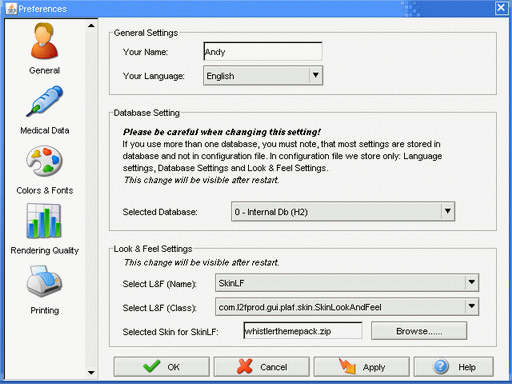 Preferences
General
Medical Data
Colors & Fonts
Rendering Quality
Printing
General Settings
Your Name: Andy
Your Language: English
Database Setting
Please be careful when changing this setting!
If you use more than one database, you must note, that most settings are stored in
database and not in configuration file. In configuration file we store only: Language
settings, Database Settings and Look & Feel Settings.
This change will be visible after restart.
Selected Database: 0 - Internal Db (H2)
Look & Feel Settings
This change will be visible after restart.
Select L&F (Name): SkinLF
Select L&F (Class): com.l2fprod.gui.plaf.skin.SkinLookAndFeel
Selected Skin for SkinLF: whistlerthemepack.zip Browse......
OK Cancel Apply Help